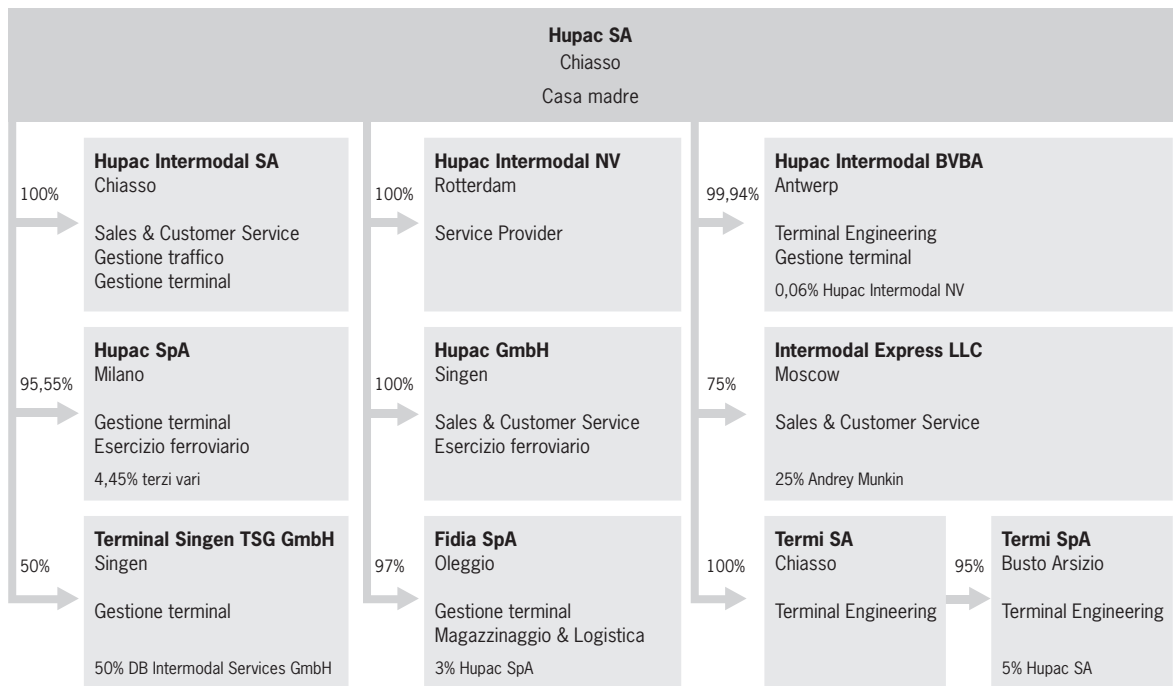 Hupac SA
Chiasso
Casa madre
100%
Hupac Intermodal SA
Chiasso
Sales & Customer Service
Gestione traffico
Gestione terminal
100%
Hupac Intermodal NV
Rotterdam
Service Provider
99,94%
Hupac Intermodal BVBA
Antwerp
Terminal Engineering
Gestione terminal
0,06% Hupac Intermodal NV
95,55%
Hupac SpA
Milano
Gestione terminal
Esercizio ferroviario
4,45% terzi vari
100%
Hupac GmbH
Singen
Sales & Customer Service
Esercizio ferroviario
75%
Intermodal Express LLC
Moscow
Sales & Customer Service
25% Andrey Munkin
50%
Terminal Singen TSG GmbH
Singen
Gestione terminal
50% DB Intermodal Services GmbH
97%
Fidia SpA
Oleggio
Gestione terminal
Magazzinaggio & Logistica
3% Hupac SpA
100%
Termi SA
Chiasso
Terminal Engineering
95%
Termi SpA
Busto Arsizio
Terminal Engineering
5% Hupac SA